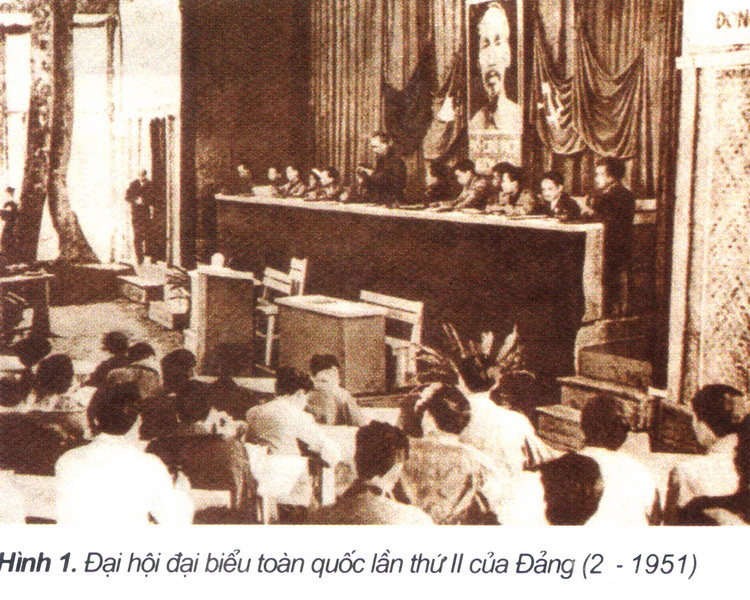 Hình 1. Đại hội đại biểu toàn quốc lần thứ II của Đảng (2 - 1951)